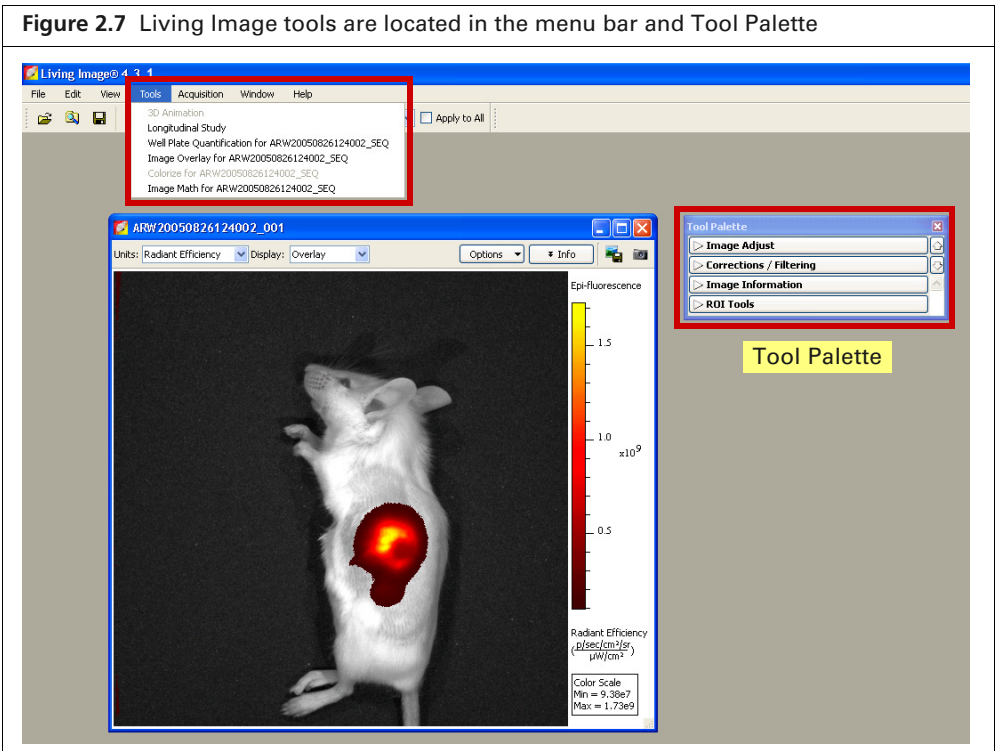 Figure 2.7 Living Image tools are located in the menu bar and Tool Palette
Living Image® 4.3.1
File Edit View Tools Acquisition Window Help
Apply to All
3D Animation
Longitudinal Study
Well Plate Quantification for ARW20050826124002_SEQ
Image Overlay for ARW20050826124002_SEQ
Colorize for ARW20050826124002_SEQ
Image Math for ARW20050826124002_SEQ
ARW20050826124002_001
Units: Radiant Efficiency Display: Overlay Options Info
Epi-fluorescence
1.5
1.0
x10⁹
0.5
Radiant Efficiency
(p/sec/cm²/sr
µW/cm²)
Color Scale
Min = 9.38e7
Max = 1.73e9
Tool Palette
Image Adjust
Corrections / Filtering
Image Information
ROI Tools
Tool Palette